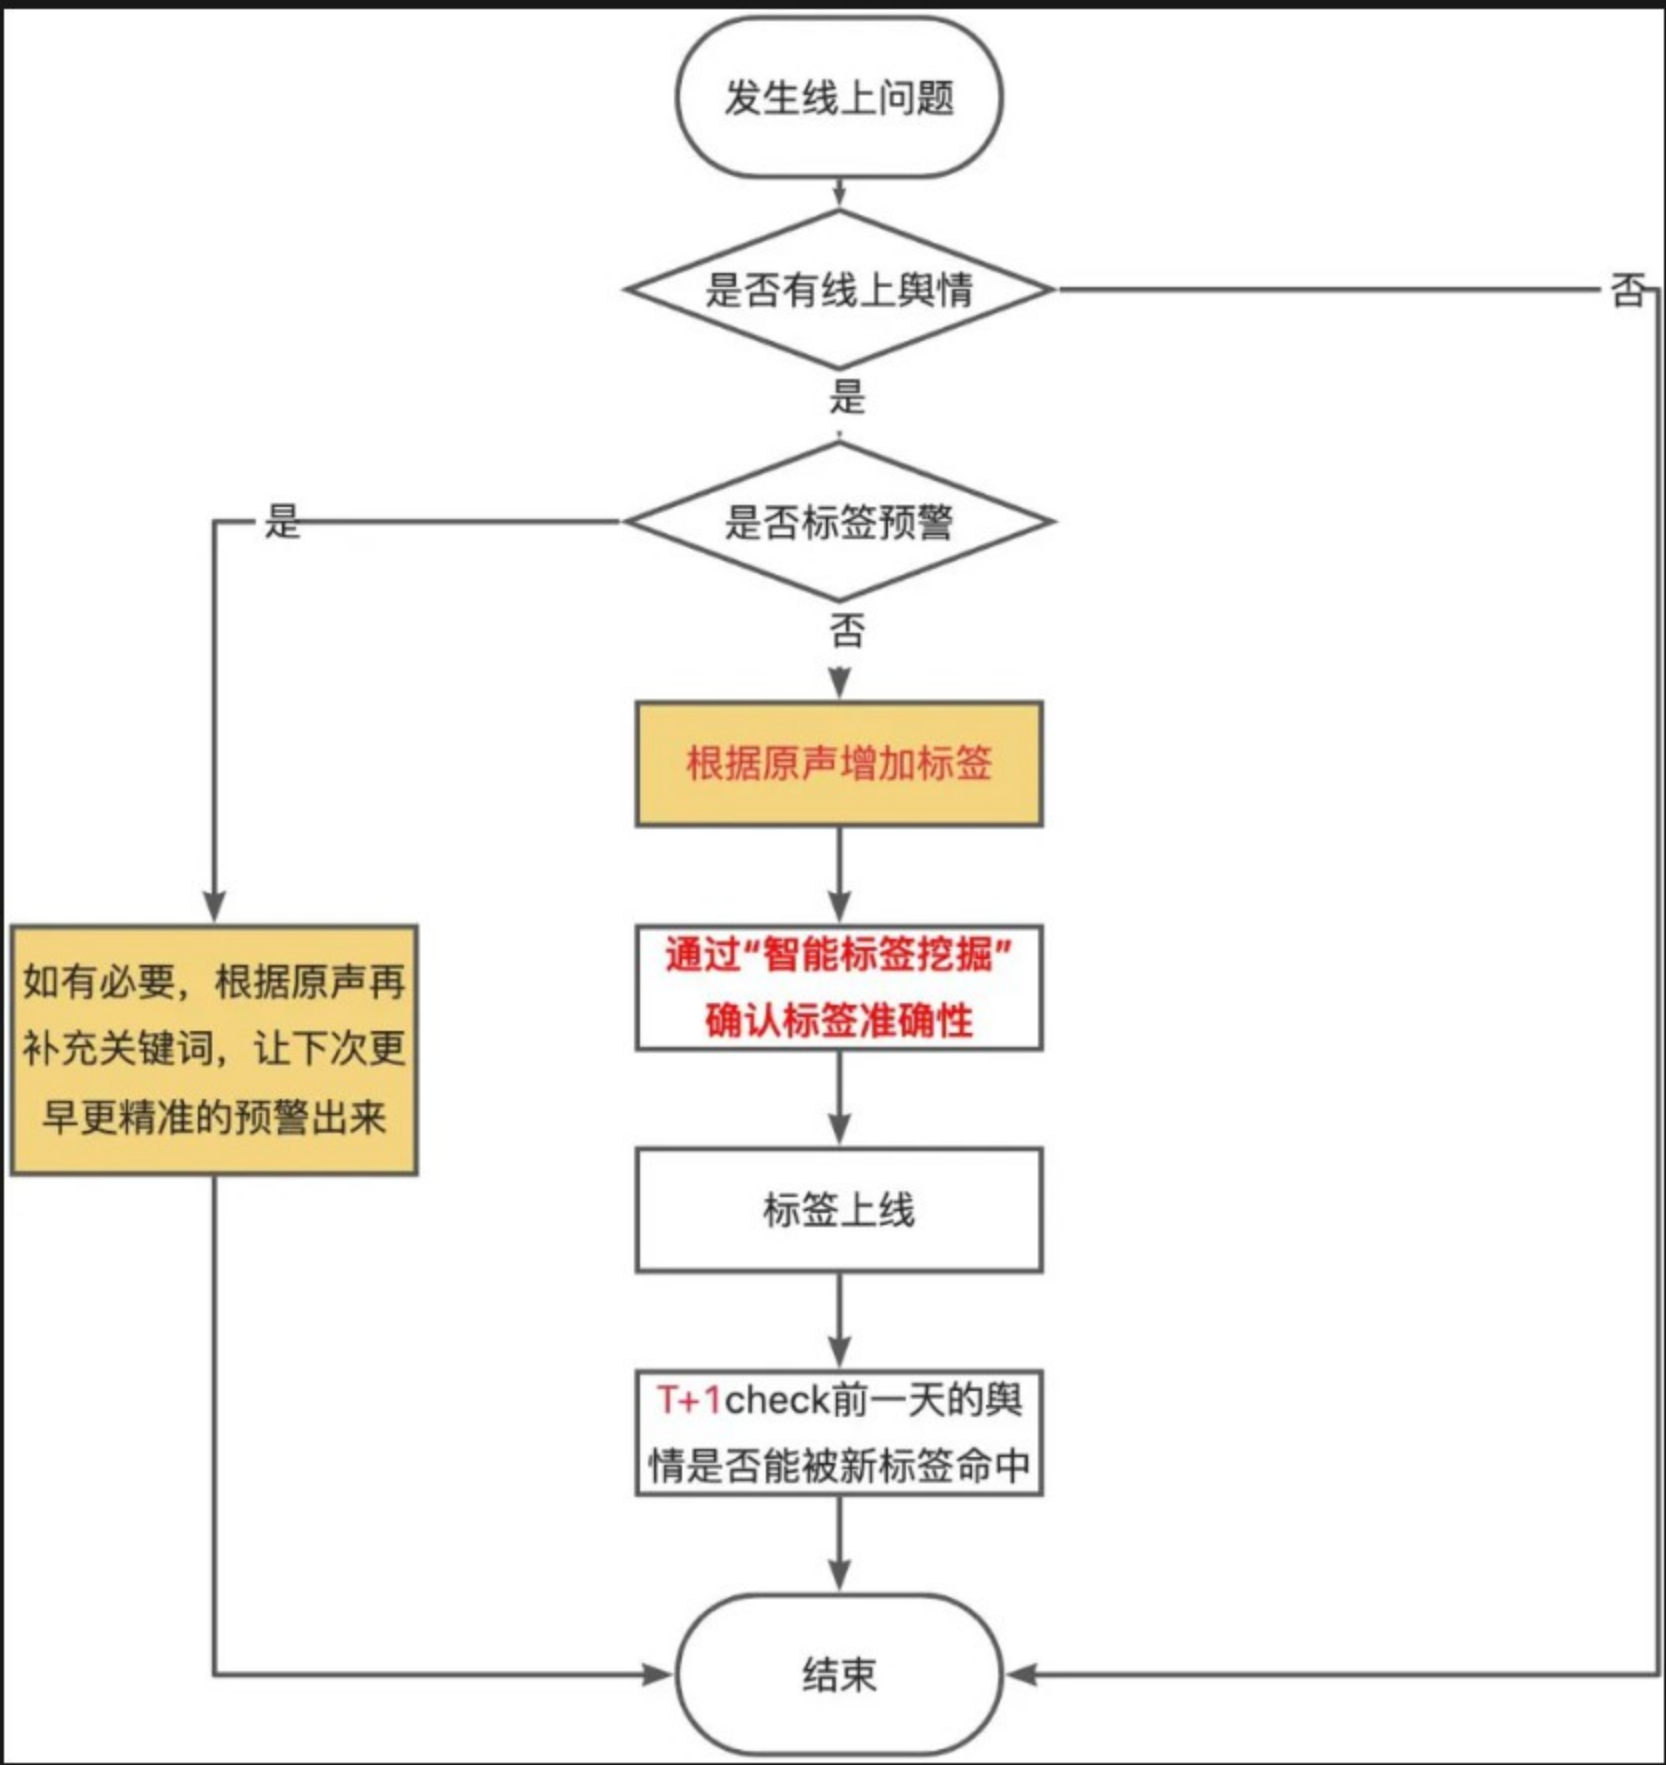 发生线上问题
是否有线上舆情
否
是
是否标签预警
是
否
根据原声增加标签
通过“智能标签挖掘”
确认标签准确性
如有必要，根据原声再
补充关键词，让下次更
早更精准的预警出来
标签上线
T+1check前一天的舆
情是否能被新标签命中
结束